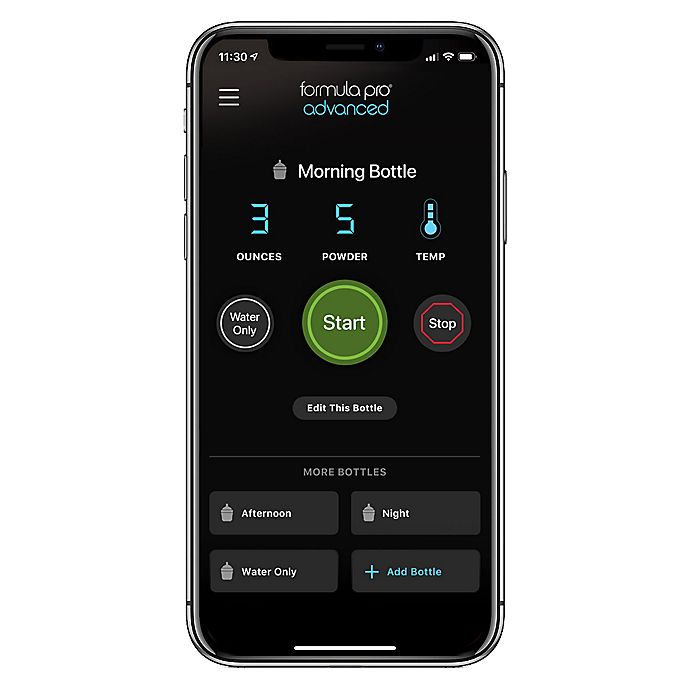 11:30
formula pro®
advanced
Morning Bottle
3 5
OUNCES POWDER TEMP
Water Only
Start
Stop
Edit This Bottle
MORE BOTTLES
Afternoon
Night
Water Only
+ Add Bottle